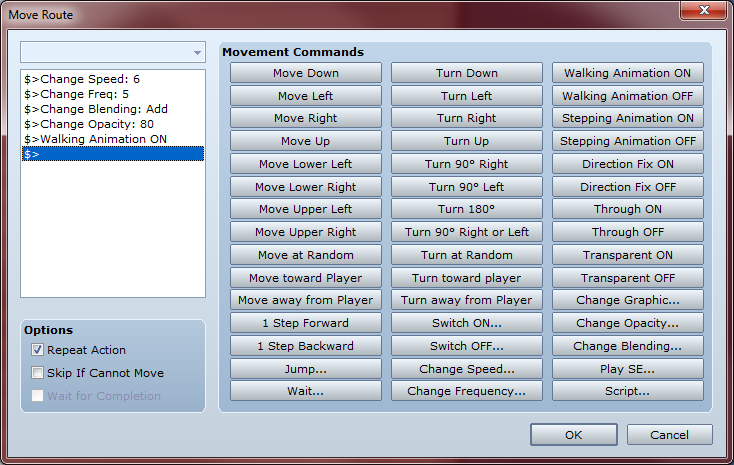 Move Route
$>Change Speed: 6
$>Change Freq: 5
$>Change Blending: Add
$>Change Opacity: 80
$>Walking Animation ON
$>
Options
Repeat Action
Skip If Cannot Move
Wait for Completion
Movement Commands
Move Down Turn Down Walking Animation ON
Move Left Turn Left Walking Animation OFF
Move Right Turn Right Stepping Animation ON
Move Up Turn Up Stepping Animation OFF
Move Lower Left Turn 90° Right Direction Fix ON
Move Lower Right Turn 90° Left Direction Fix OFF
Move Upper Left Turn 180° Through ON
Move Upper Right Turn 90° Right or Left Through OFF
Move at Random Turn at Random Transparent ON
Move toward Player Turn toward player Transparent OFF
Move away from Player Turn away from Player Change Graphic...
1 Step Forward Switch ON... Change Opacity...
1 Step Backward Switch OFF... Change Blending...
Jump... Change Speed... Play SE...
Wait... Change Frequency... Script...
OK Cancel